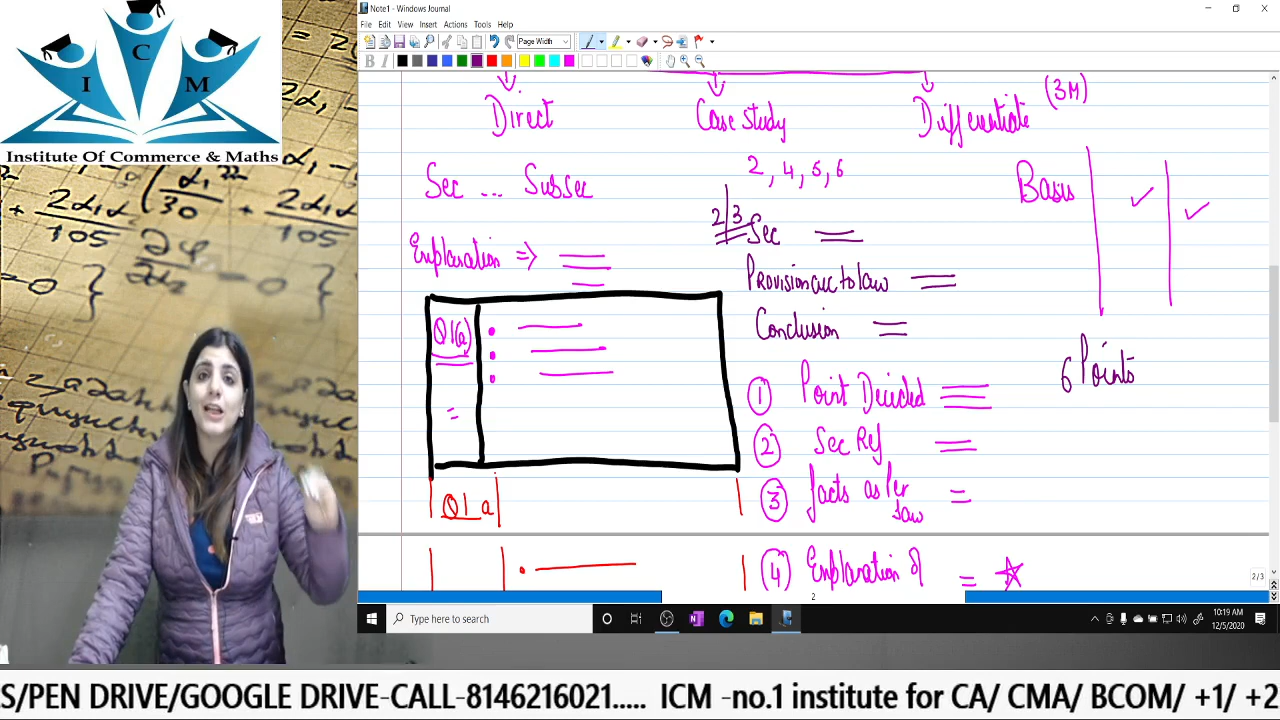 I C M
Institute Of Commerce & Maths
Note1 - Windows Journal
File Edit View Insert Actions Tools Help
Page Width
B I
Direct
Case Study
Differentiate (3M)
Sec ... Subsec
2, 4, 5, 6
Basis
2/3 Sec
Explanation =>
Provision acc to law
Conclusion
Q1(a)
6 Points
1 Point Decided
2 Sec Ref
3 Facts as Per
law
Q1 a
4 Explanation of
2/3
2
Type here to search
10:19 AM
12/5/2020
S/PEN DRIVE/GOOGLE DRIVE-CALL-8146216021..... ICM -no.1 institute for CA/ CMA/ BCOM/ +1/ +2